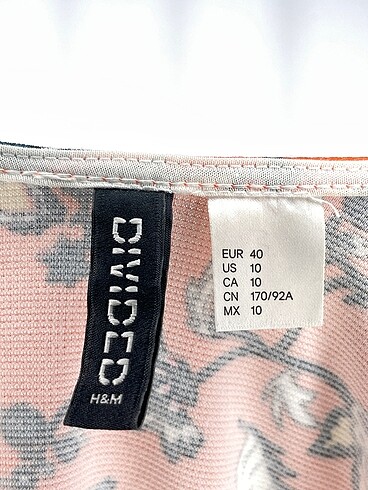 DIVIDED
H&M
EUR 40
US 10
CA 10
CN 170/92A
MX 10